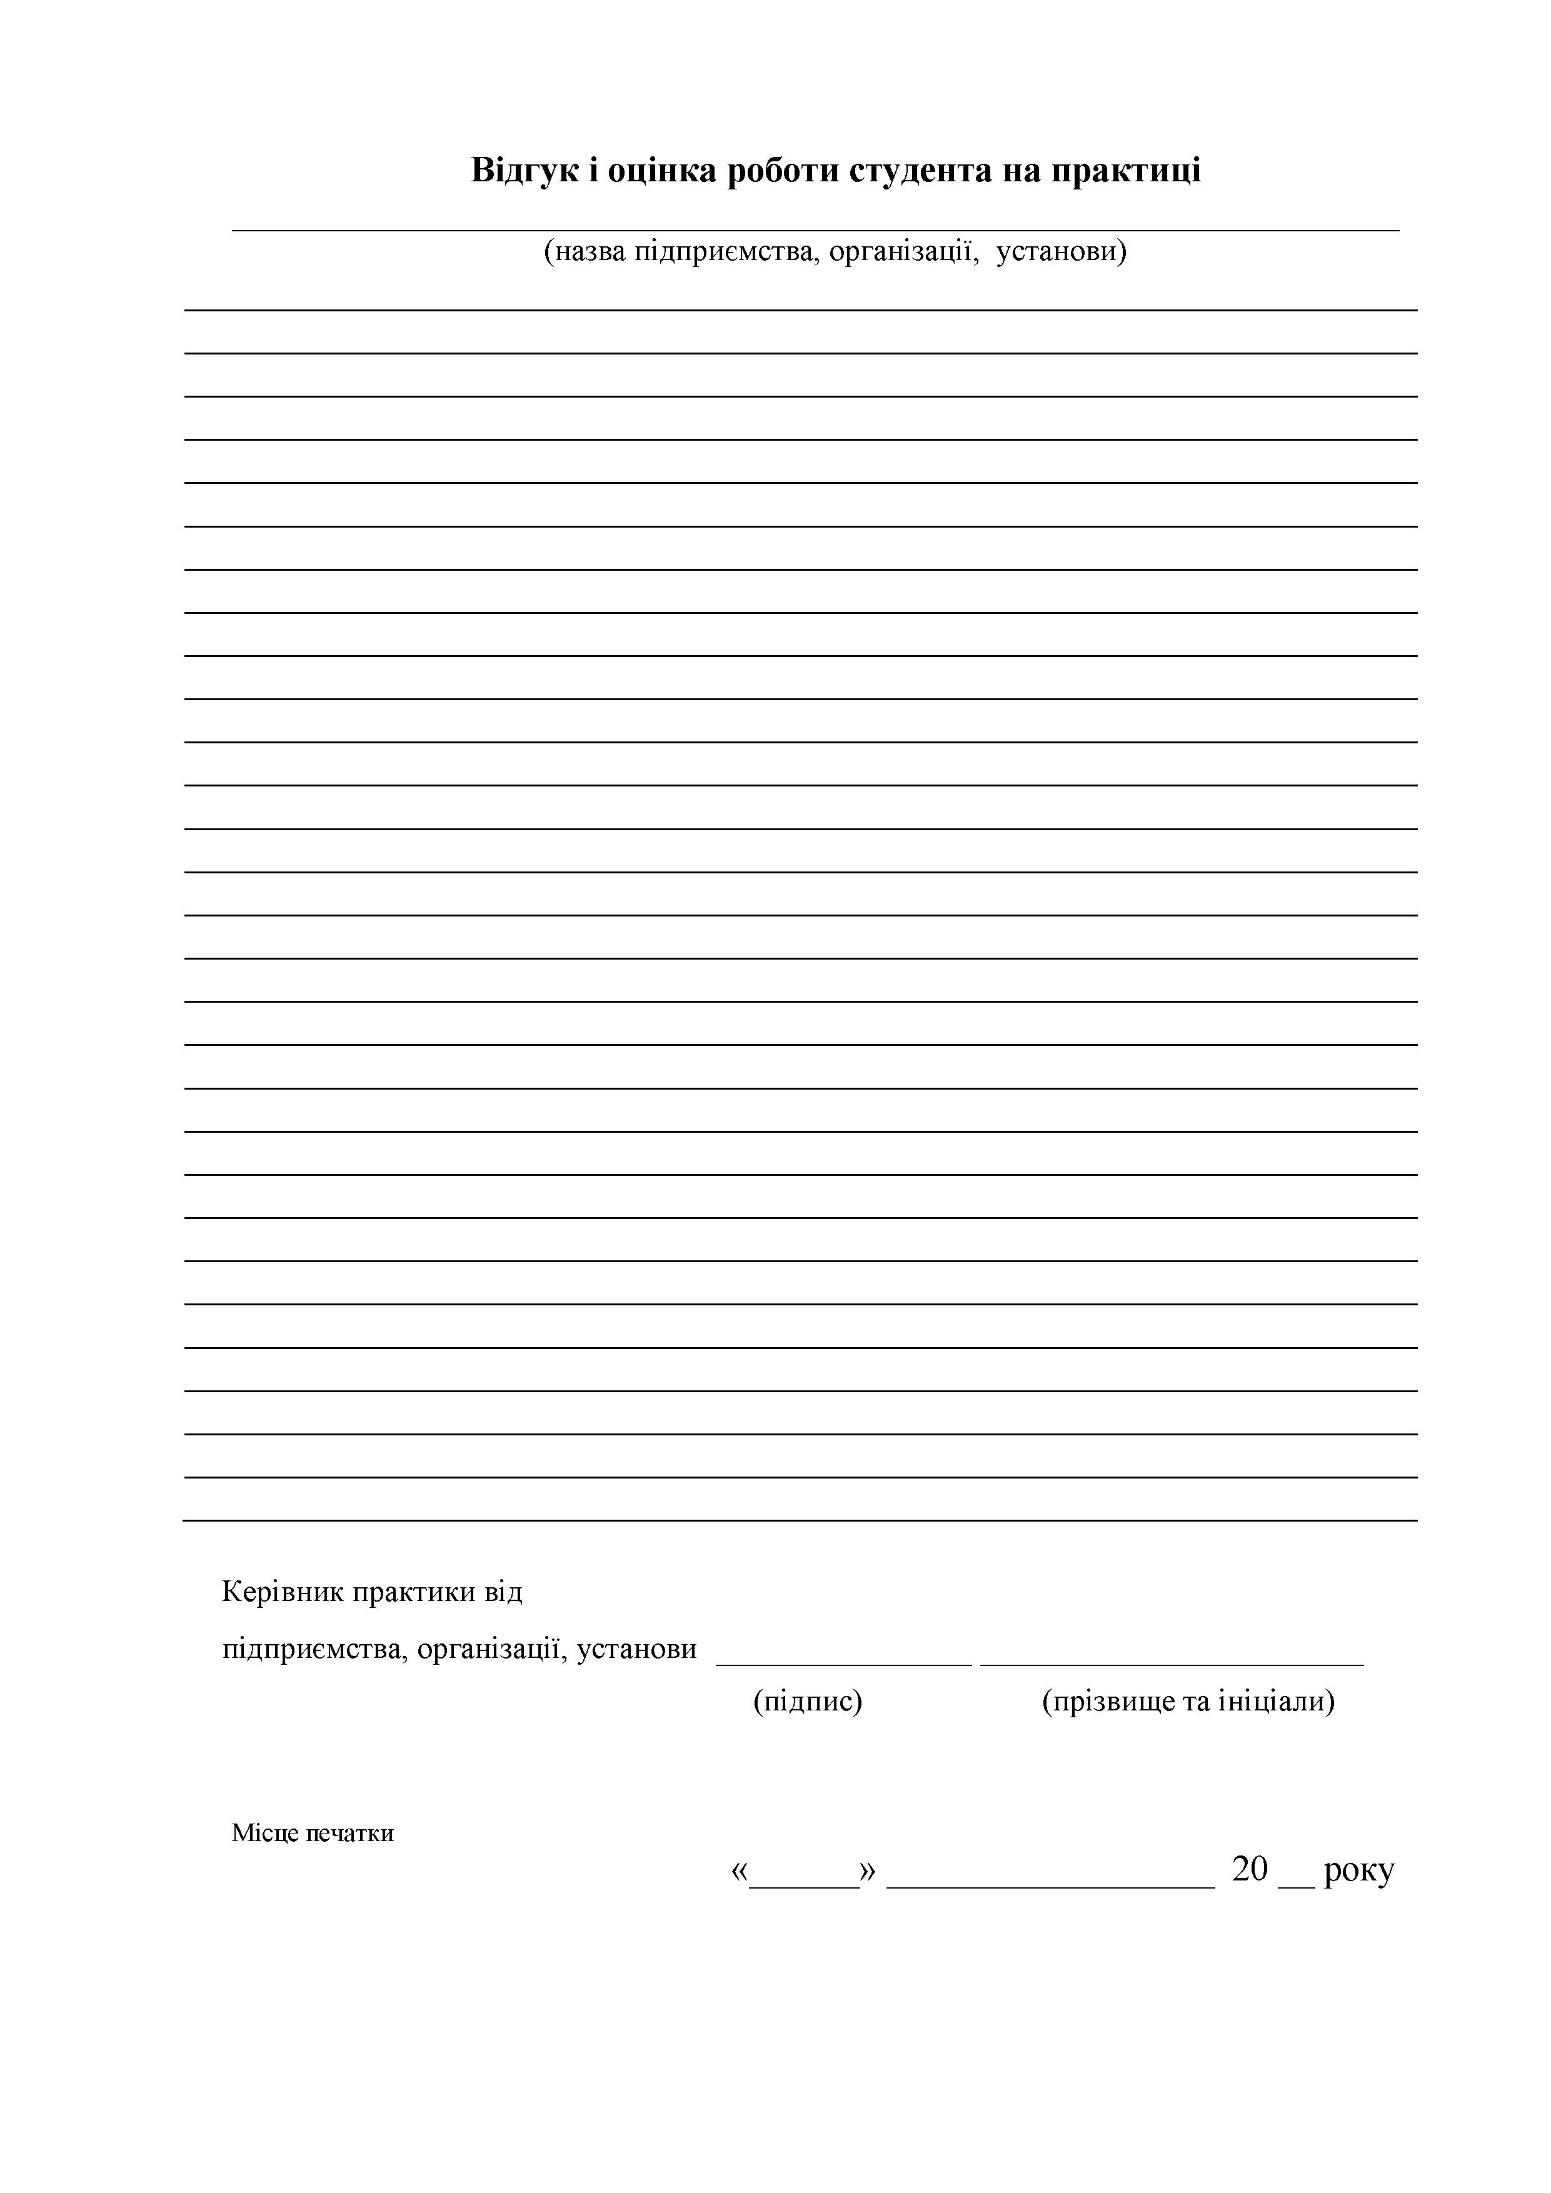 Відгук і оцінка роботи студента на практиці
(назва підприємства, організації, установи)
Керівник практики від
підприємства, організації, установи
(підпис) (прізвище та ініціали)
Місце печатки
«______» __________________ 20 __ року